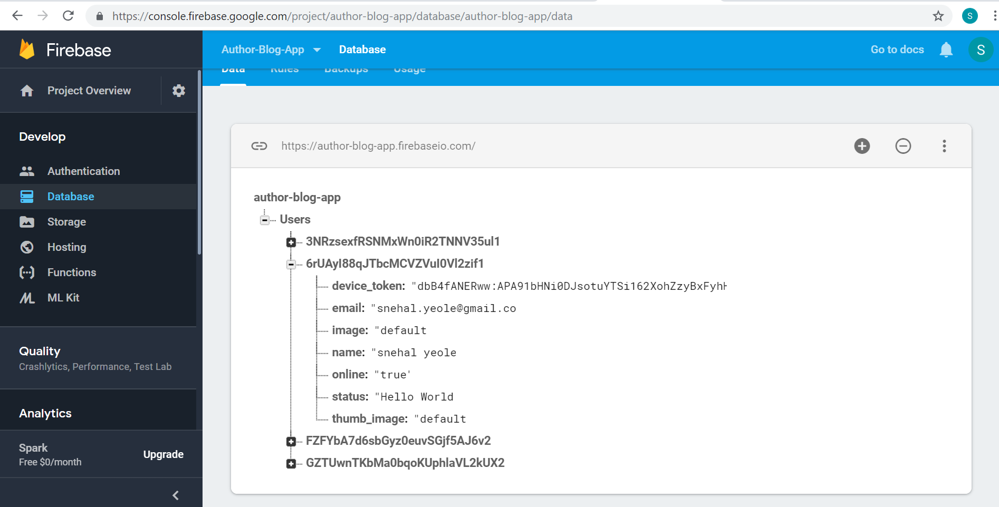 https://console.firebase.google.com/project/author-blog-app/database/author-blog-app/data
S
Firebase
Author-Blog-App
Database
Go to docs
S
Data
Rules
Backups
Usage
Project Overview
Develop
Authentication
Database
Storage
Hosting
Functions
ML Kit
Quality
Crashlytics, Performance, Test Lab
Analytics
Spark
Free $0/month
Upgrade
https://author-blog-app.firebaseio.com/
author-blog-app
Users
3NRzsexfRSNMxWn0iR2TNNV35ul1
6rUAyI88qJTbcMCVZVuI0Vl2zif1
device_token: "dbB4fANERww:APA91bHNi0DJsotuYTSi162XohZzyBxFyhH
email: "snehal.yeole@gmail.co
image: "default
name: "snehal yeole
online: "true'
status: "Hello World
thumb_image: "default
FZFYbA7d6sbGyz0euvSGjf5AJ6v2
GZTUwnTKbMa0bqoKUphlaVL2kUX2